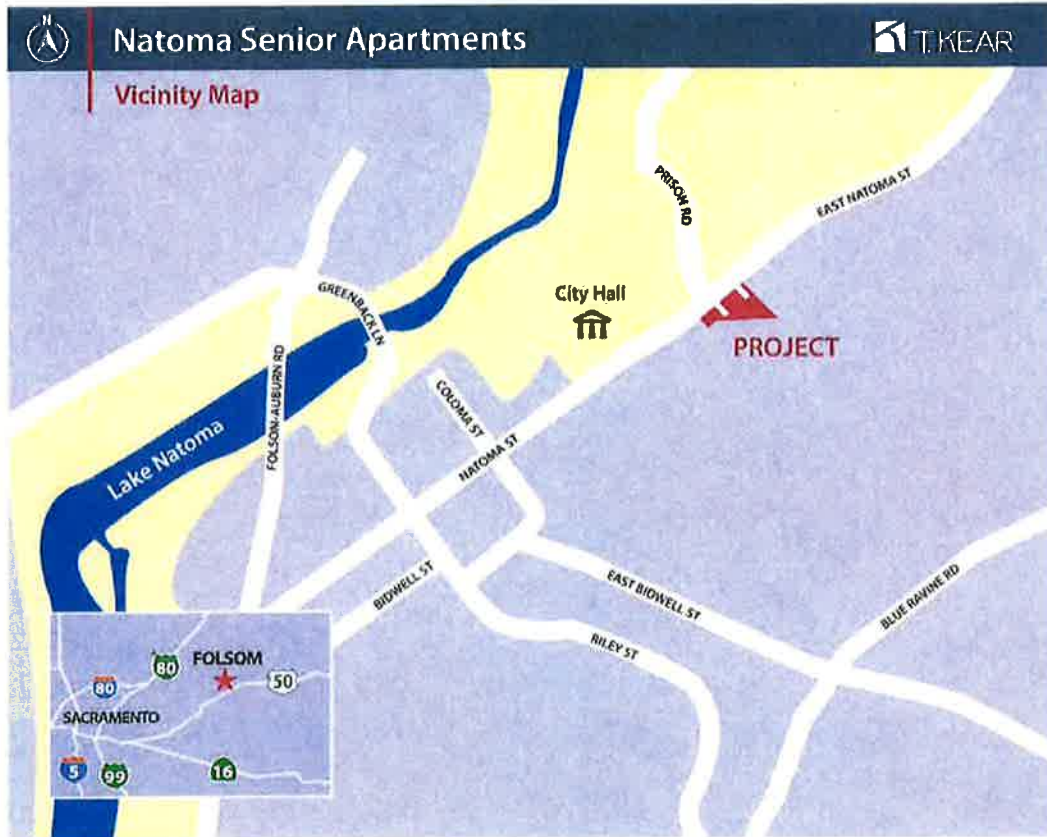 N
Natoma Senior Apartments
T.KEAR
Vicinity Map
PRISON RD
EAST NATOMA ST
GREENBACK LN
City Hall
PROJECT
FOLSOM-AUBURN RD
COLOMA ST
Lake Natoma
NATOMA ST
BIDWELL ST
EAST BIDWELL ST
BLUE RAVINE RD
RILEY ST
FOLSOM
80
80
50
SACRAMENTO
5
99
16